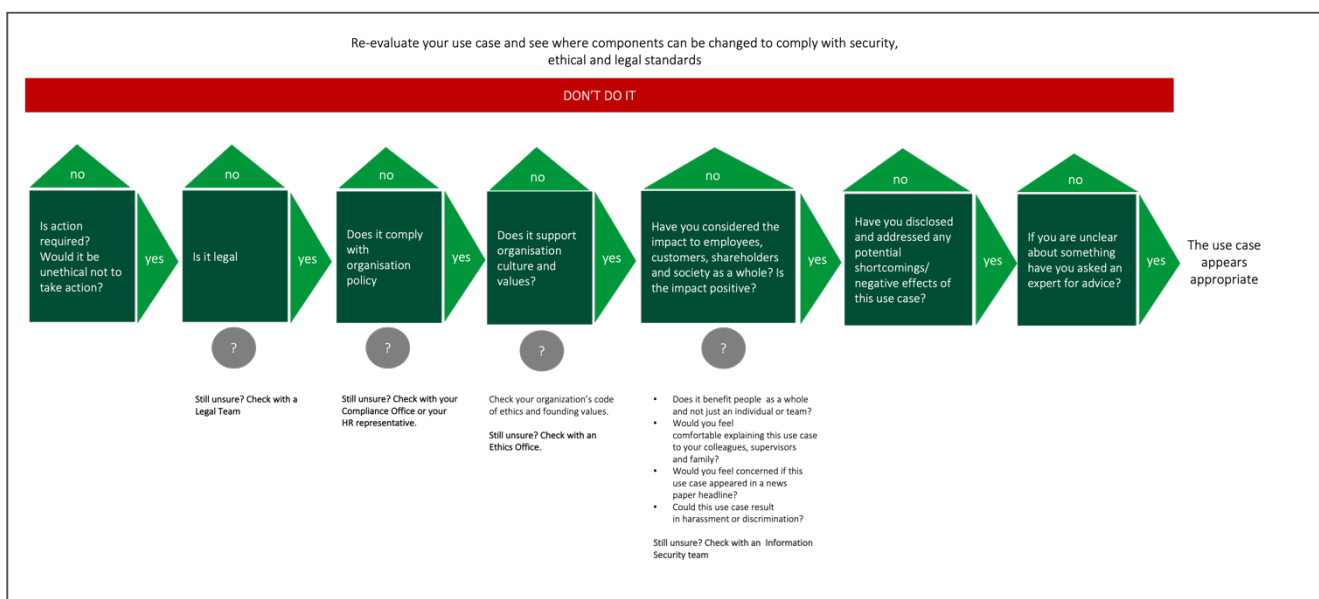 Re-evaluate your use case and see where components can be changed to comply with security,
ethical and legal standards
DON'T DO IT
no
no
no
no
no
no
no
Is action
required?
Would it be
unethical not to
take action?
yes
Is it legal
yes
Does it comply
with
organisation
policy
yes
Does it support
organisation
culture and
values?
yes
Have you considered the
impact to employees,
customers, shareholders
and society as a whole? Is
the impact positive?
yes
Have you disclosed
and addressed any
potential
shortcomings/
negative effects of
this use case?
yes
If you are unclear
about something
have you asked an
expert for advice?
yes
The use case
appears
appropriate
?
Still unsure? Check with a
Legal Team
?
Still unsure? Check with your
Compliance Office or your
HR representative.
?
Check your organization's code
of ethics and founding values.
Still unsure? Check with an
Ethics Office.
?
• Does it benefit people as a whole
and not just an individual or team?
• Would you feel
comfortable explaining this use case
to your colleagues, supervisors
and family?
• Would you feel concerned if this
use case appeared in a news
paper headline?
• Could this use case result
in harassment or discrimination?
Still unsure? Check with an Information
Security team